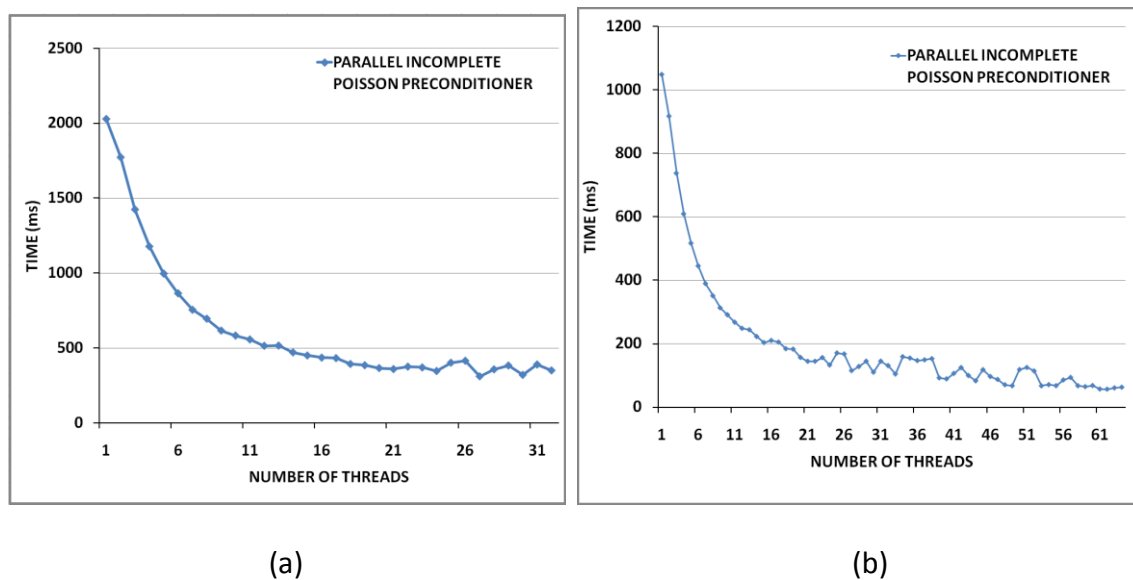 2500
2000
1500
1000
500
0
TIME (ms)
PARALLEL INCOMPLETE
POISSON PRECONDITIONER
1 6 11 16 21 26 31
NUMBER OF THREADS
(a)
1200
1000
800
600
400
200
0
TIME (ms)
PARALLEL INCOMPLETE
POISSON PRECONDITIONER
1 6 11 16 21 26 31 36 41 46 51 56 61
NUMBER OF THREADS
(b)